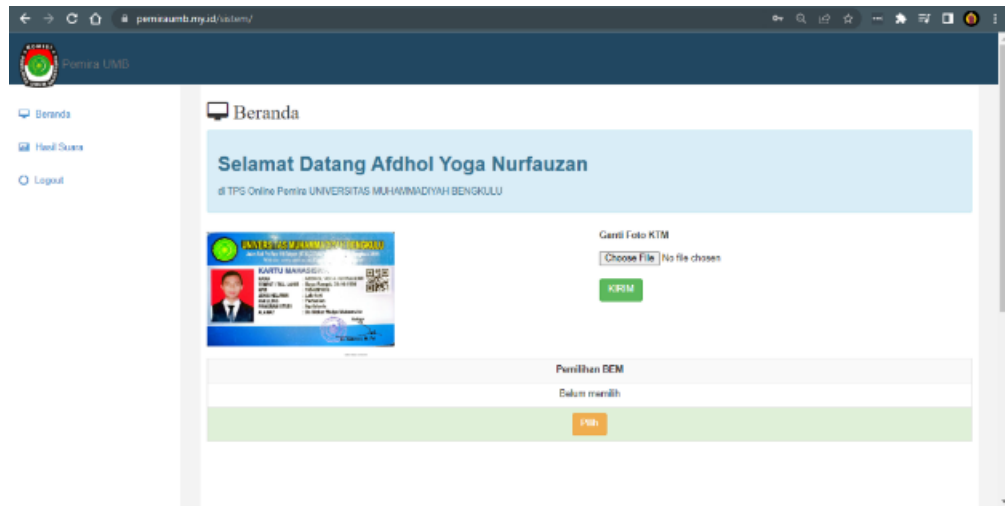 pemiraumb.my.id/sistem/
KOMISI
Pemira UMB
Beranda
Hasil Suara
Logout
Beranda
Selamat Datang Afdhol Yoga Nurfauzan
di TPS Online Pemira UNIVERSITAS MUHAMMADIYAH BENGKULU
UNIVERSITAS MUHAMMADIYAH BENGKULU
KARTU MAHASISWA
Ganti Foto KTM
Choose File No file chosen
KIRIM
Pemilihan BEM
Belum memilih
Pilih